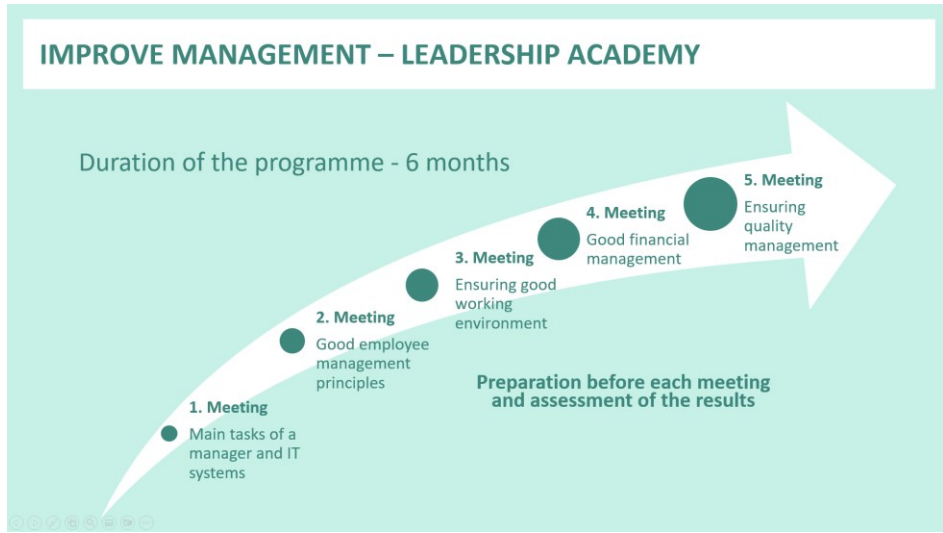 IMPROVE MANAGEMENT – LEADERSHIP ACADEMY
Duration of the programme - 6 months
1. Meeting
Main tasks of a
manager and IT
systems
2. Meeting
Good employee
management
principles
3. Meeting
Ensuring good
working
environment
4. Meeting
Good financial
management
5. Meeting
Ensuring
quality
management
Preparation before each meeting
and assessment of the results